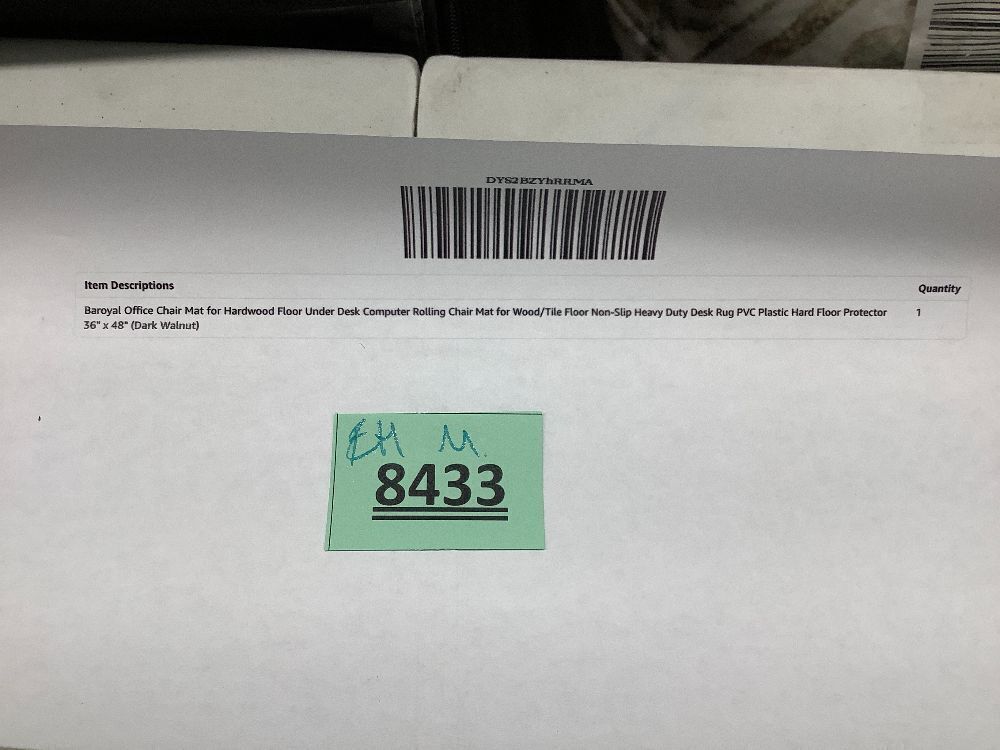 DYS2BZYhRRMA
Item Descriptions Quantity
Baroyal Office Chair Mat for Hardwood Floor Under Desk Computer Rolling Chair Mat for Wood/Tile Floor Non-Slip Heavy Duty Desk Rug PVC Plastic Hard Floor Protector 1
36" x 48" (Dark Walnut)
M.
8433